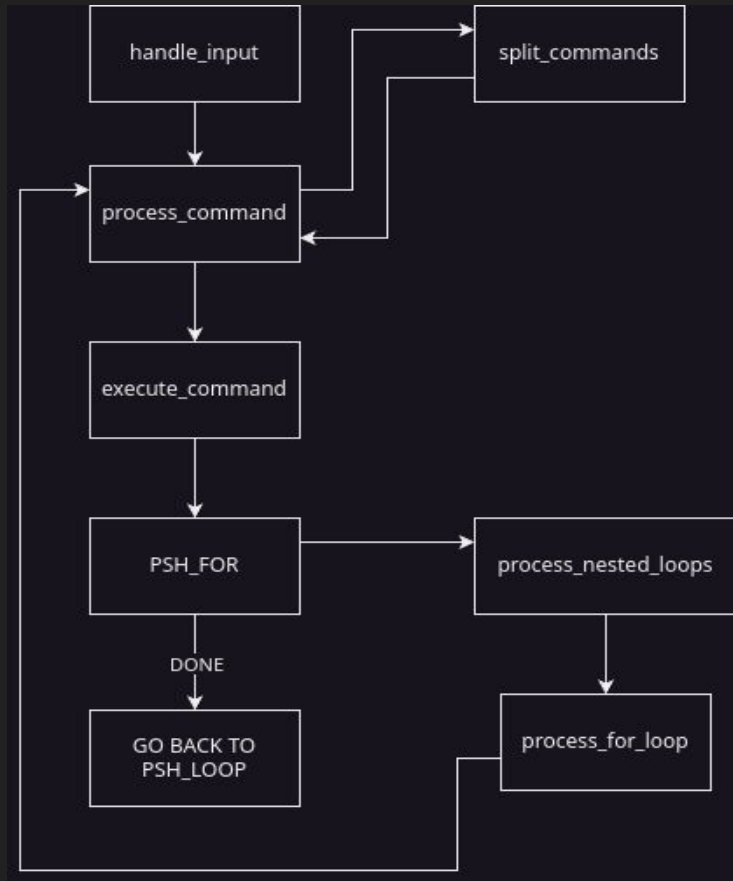 handle_input
split_commands
process_command
execute_command
PSH_FOR
process_nested_loops
DONE
process_for_loop
GO BACK TO
PSH_LOOP